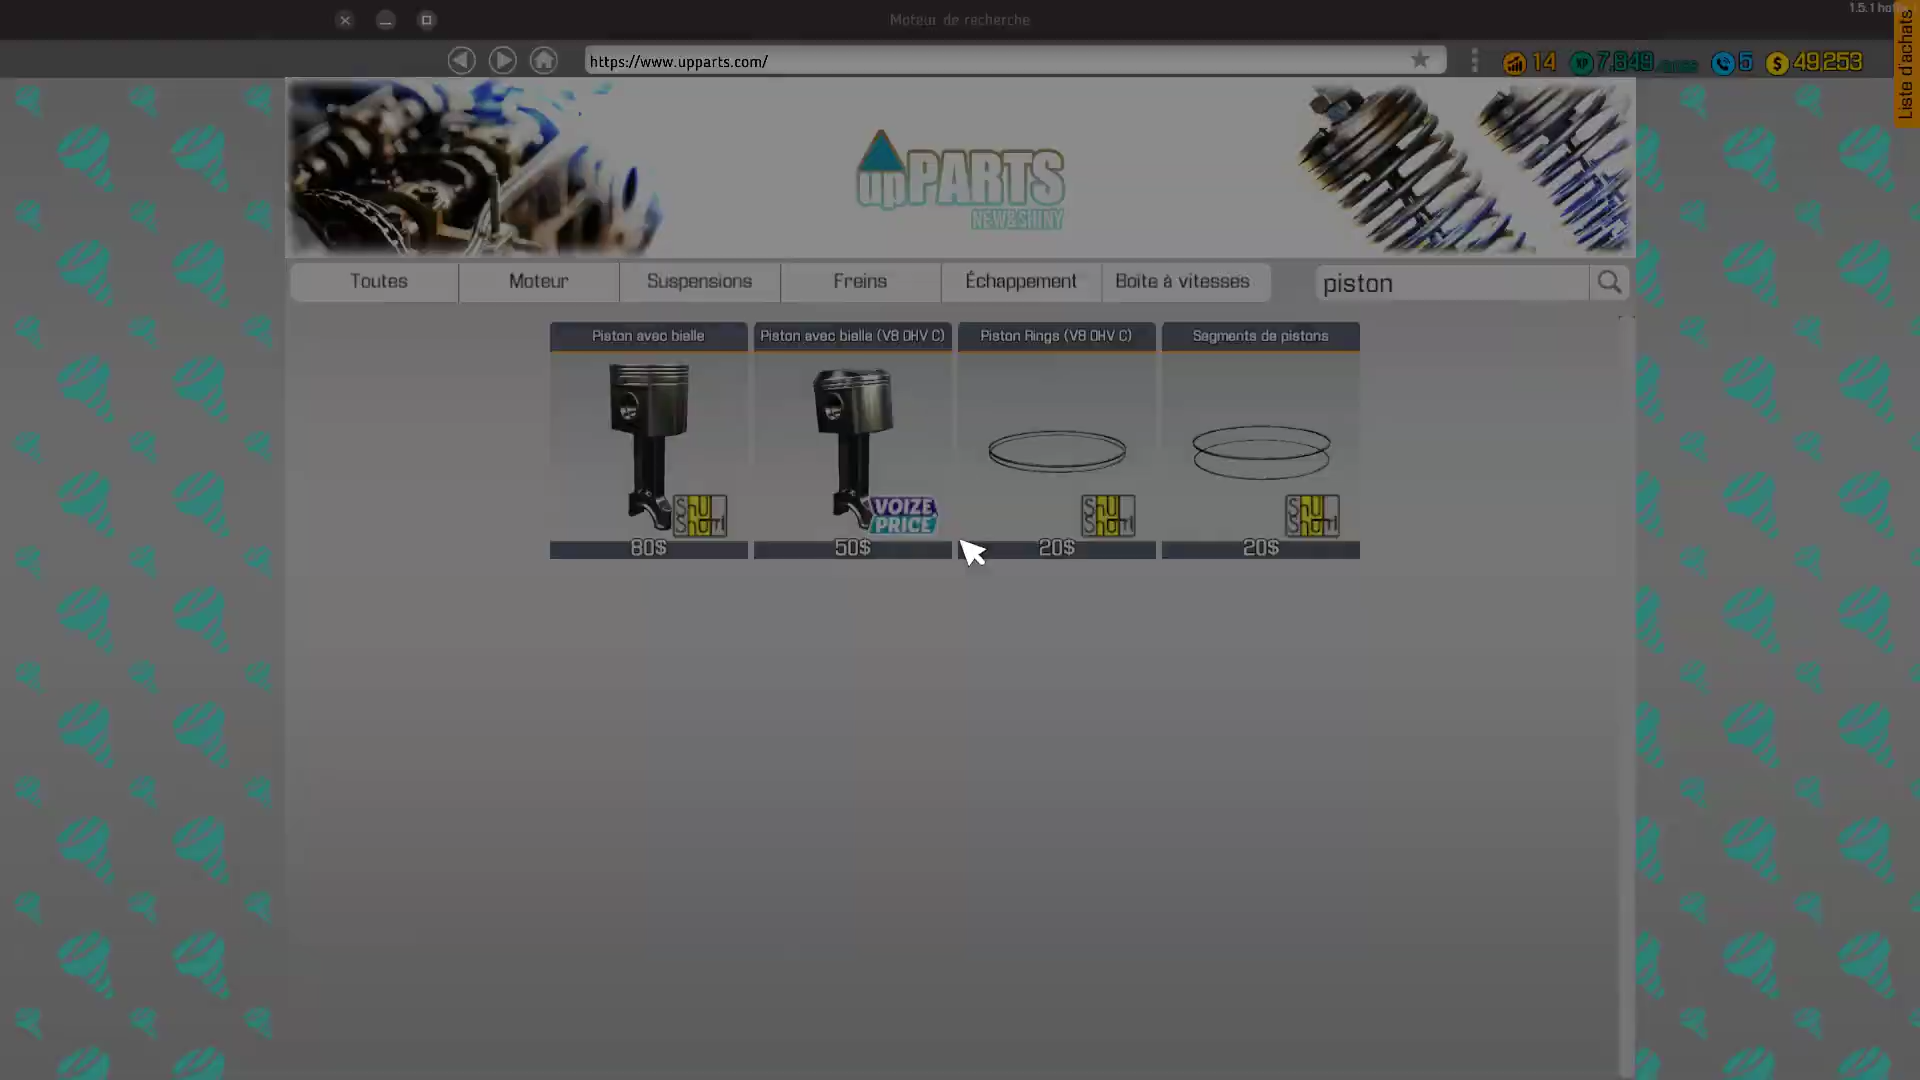 Moteur de recherche
1.5.1
https://www.upparts.com/
14
7,849
5
49,253
Liste d'achats
upPARTS
NEW&SHINY
Toutes
Moteur
Suspensions
Freins
Échappement
Boîte à vitesses
piston
Piston avec bielle
Piston avec bielle (V8 OHV C)
Piston Rings (V8 OHV C)
Segments de pistons
VOIZE
PRICE
80$
50$
20$
20$